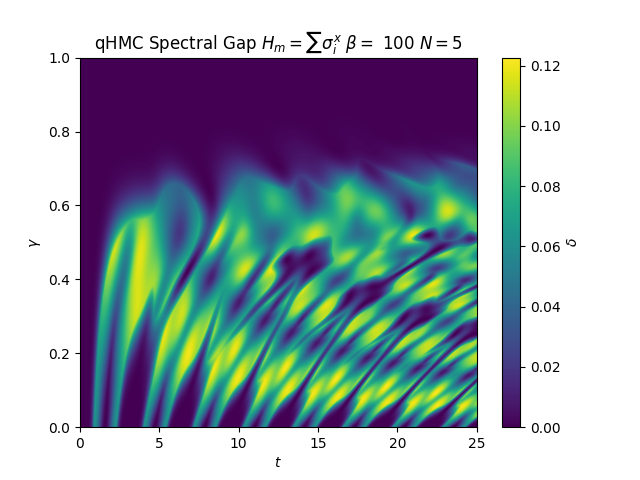 qHMC Spectral Gap $H_m = \sum \sigma_i^x$ $\beta =$ 100 $N = 5$
1.0
0.8
0.6
0.4
0.2
0.0
γ
0 5 10 15 20 25
t
0.12
0.10
0.08
0.06
0.04
0.02
0.00
δ